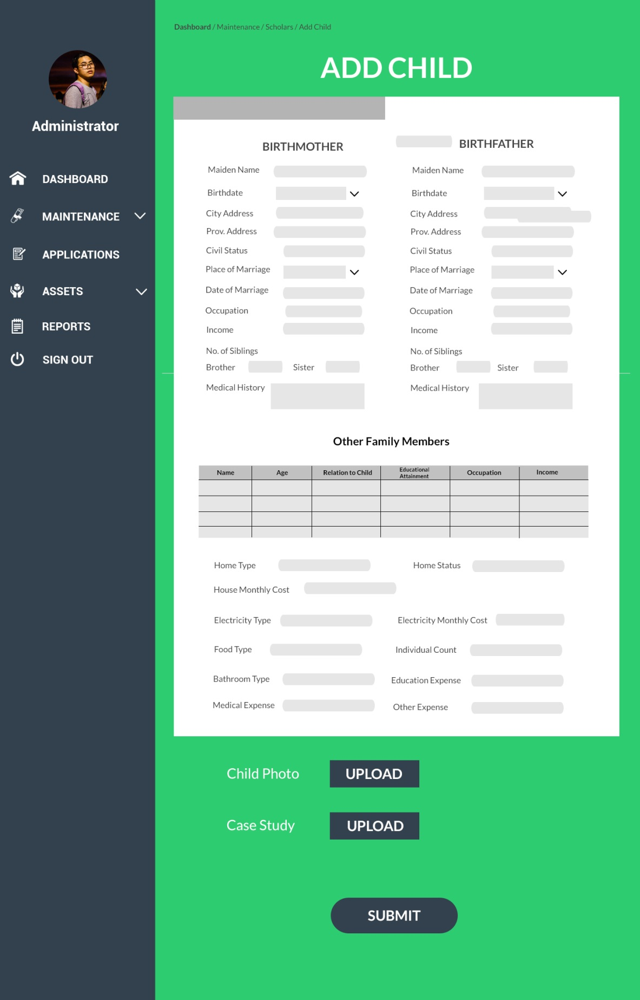 Dashboard / Maintenance / Scholars / Add Child
ADD CHILD
Administrator
DASHBOARD
MAINTENANCE
APPLICATIONS
ASSETS
REPORTS
SIGN OUT
BIRTHMOTHER
Maiden Name
Birthdate
City Address
Prov. Address
Civil Status
Place of Marriage
Date of Marriage
Occupation
Income
No. of Siblings
Brother Sister
Medical History
BIRTHFATHER
Maiden Name
Birthdate
City Address
Prov. Address
Civil Status
Place of Marriage
Date of Marriage
Occupation
Income
No. of Siblings
Brother Sister
Medical History
Other Family Members
Name Age Relation to Child Educational Attainment Occupation Income
Home Type Home Status
House Monthly Cost
Electricity Type Electricity Monthly Cost
Food Type Individual Count
Bathroom Type Education Expense
Medical Expense Other Expense
Child Photo UPLOAD
Case Study UPLOAD
SUBMIT